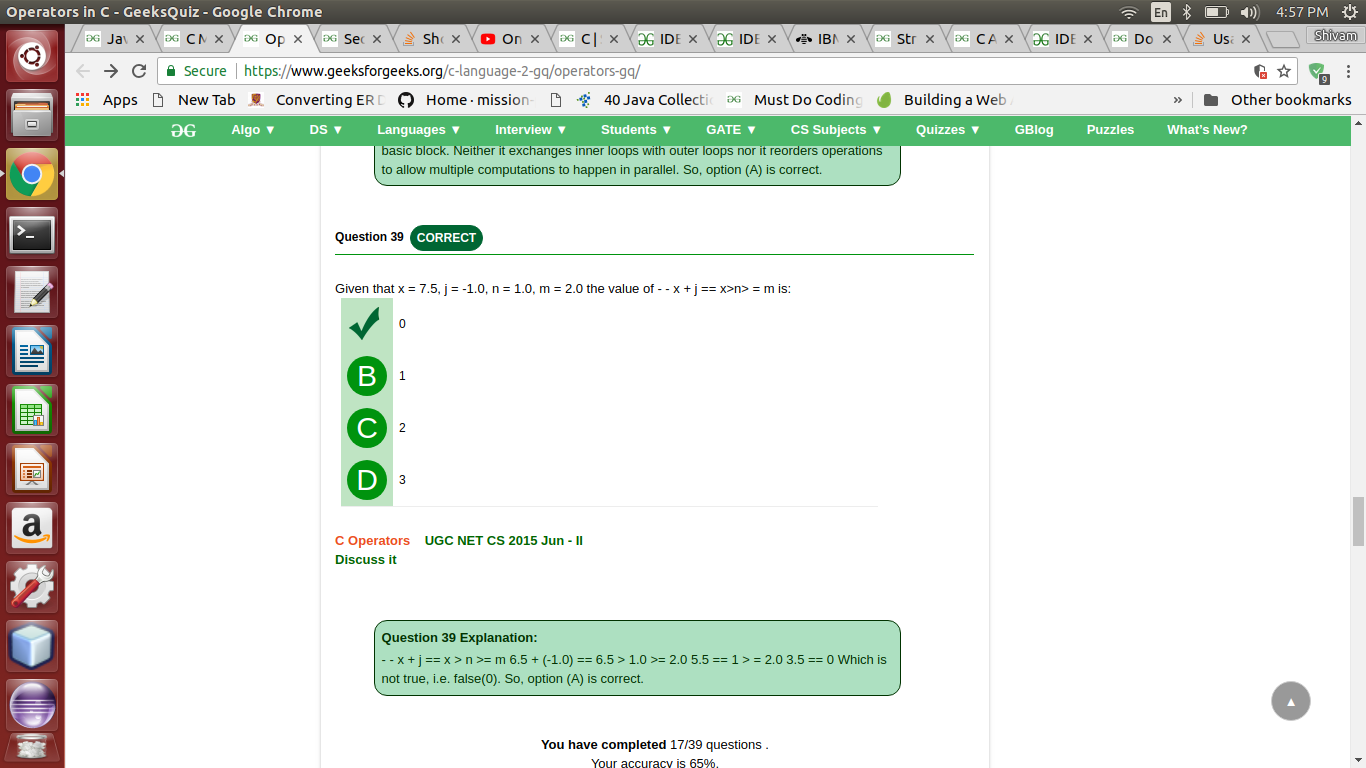 Operators in C - GeeksQuiz - Google Chrome
En
4:57 PM
Jav
C M
Op
Sec
Sho
On
C | S
IDE
IDE
IBM
Str
C A
IDE
Do
Usa
Shivam
Secure
https://www.geeksforgeeks.org/c-language-2-gq/operators-gq/
9
Apps
New Tab
Converting ER D
Home · mission-
40 Java Collecti
Must Do Coding
Building a Web A
»
Other bookmarks
Algo ▼
DS ▼
Languages ▼
Interview ▼
Students ▼
GATE ▼
CS Subjects ▼
Quizzes ▼
GBlog
Puzzles
What's New?
basic block. Neither it exchanges inner loops with outer loops nor it reorders operations
to allow multiple computations to happen in parallel. So, option (A) is correct.
Question 39 CORRECT
Given that x = 7.5, j = -1.0, n = 1.0, m = 2.0 the value of - - x + j == x>n> = m is:
0
B 1
C 2
D 3
C Operators UGC NET CS 2015 Jun - II
Discuss it
Question 39 Explanation:
- - x + j == x > n >= m 6.5 + (-1.0) == 6.5 > 1.0 >= 2.0 5.5 == 1 > = 2.0 3.5 == 0 Which is
not true, i.e. false(0). So, option (A) is correct.
You have completed 17/39 questions .
Your accuracy is 65%.